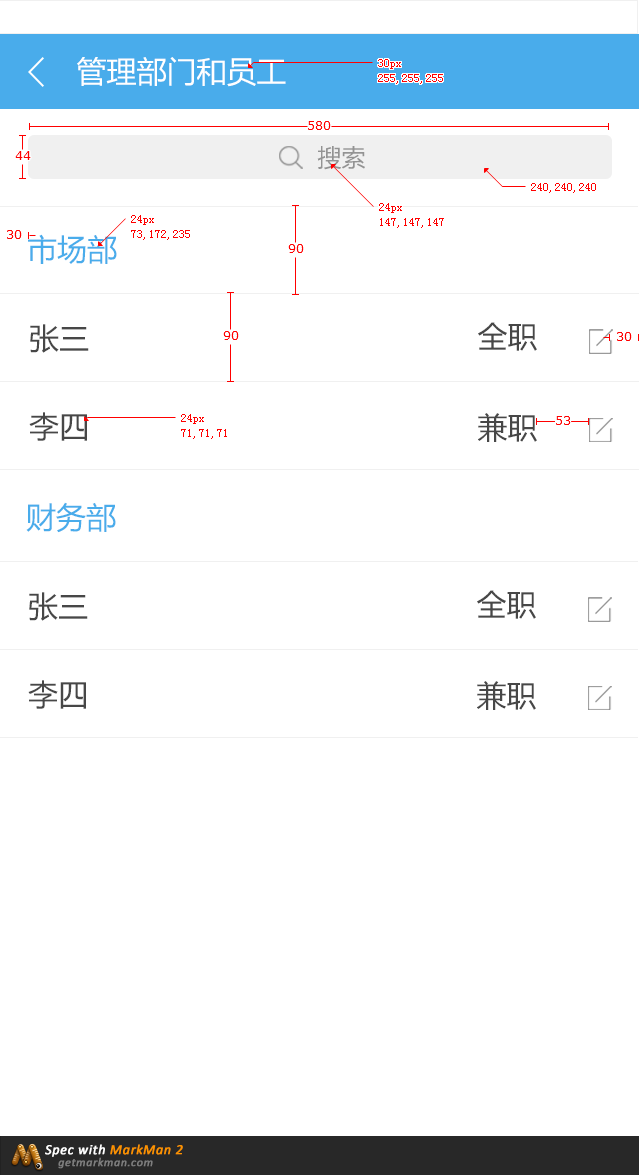 管理部门和员工
30px
255, 255, 255
580
44
搜索
240, 240, 240
24px
147, 147, 147
24px
73, 172, 235
30
市场部
90
张三
90
全职
30
李四
24px
71, 71, 71
兼职
53
财务部
张三
全职
李四
兼职
Spec with MarkMan 2
getmarkman.com